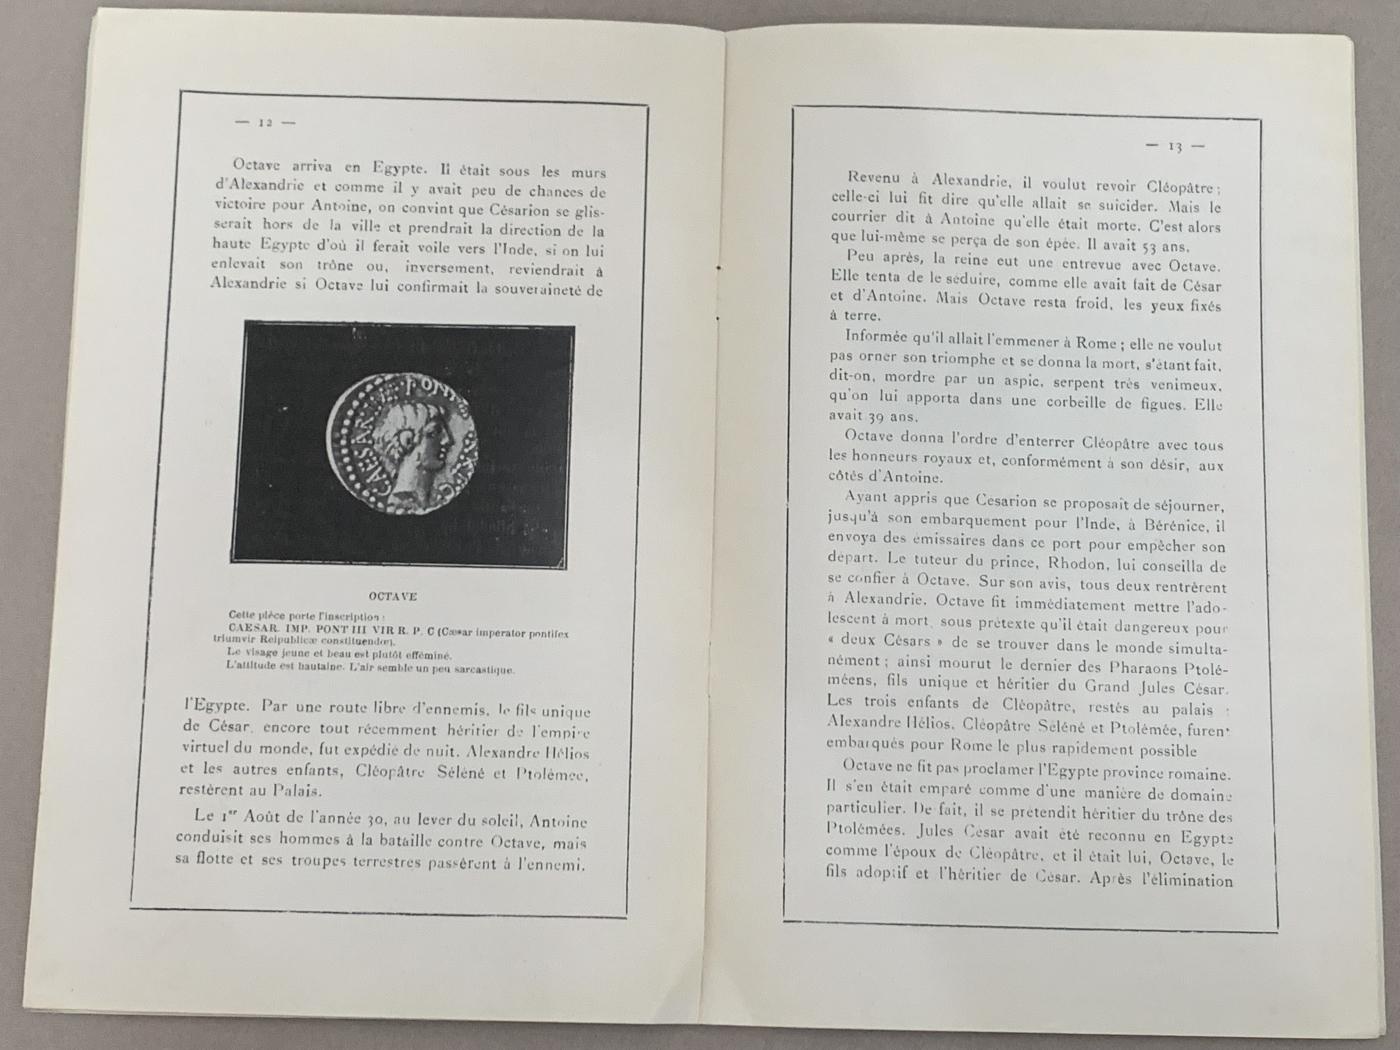 — 12 —
Octave arriva en Egypte. Il était sous les murs
d'Alexandrie et comme il y avait peu de chances de
victoire pour Antoine, on convint que Césarion se glis-
serait hors de la ville et prendrait la direction de la
haute Egypte d'où il ferait voile vers l'Inde, si on lui
enlevait son trône ou, inversement, reviendrait à
Alexandrie si Octave lui confirmait la souveraineté de
OCTAVE
Cette pièce porte l'inscription :
CAESAR. IMP. PONT III VIR R. P. C (Cæsar imperator pontifex
triumvir Reipublicæ constituendæ).
Le visage jeune et beau est plutôt efféminé.
L'attitude est hautaine. L'air semble un peu sarcastique.
l'Egypte. Par une route libre d'ennemis, le fils unique
de César, encore tout récemment héritier de l'empire
virtuel du monde, fut expédié de nuit. Alexandre Hélios
et les autres enfants, Cléopâtre Séléné et Ptolémée,
restèrent au Palais.
Le 1er Août de l'année 30, au lever du soleil, Antoine
conduisit ses hommes à la bataille contre Octave, mais
sa flotte et ses troupes terrestres passèrent à l'ennemi.
— 13 —
Revenu à Alexandrie, il voulut revoir Cléopâtre ;
celle-ci lui fit dire qu'elle allait se suicider. Mais le
courrier dit à Antoine qu'elle était morte. C'est alors
que lui-même se perça de son épée. Il avait 53 ans.
Peu après, la reine eut une entrevue avec Octave.
Elle tenta de le séduire, comme elle avait fait de César
et d'Antoine. Mais Octave resta froid, les yeux fixés
à terre.
Informée qu'il allait l'emmener à Rome ; elle ne voulut
pas orner son triomphe et se donna la mort, s'étant fait,
dit-on, mordre par un aspic, serpent très venimeux,
qu'on lui apporta dans une corbeille de figues. Elle
avait 39 ans.
Octave donna l'ordre d'enterrer Cléopâtre avec tous
les honneurs royaux et, conformément à son désir, aux
côtés d'Antoine.
Ayant appris que Cesarion se proposait de séjourner,
jusqu'à son embarquement pour l'Inde, à Bérénice, il
envoya des émissaires dans ce port pour empêcher son
départ. Le tuteur du prince, Rhodon, lui conseilla de
se confier à Octave. Sur son avis, tous deux rentrèrent
à Alexandrie. Octave fit immédiatement mettre l'ado-
lescent à mort, sous prétexte qu'il était dangereux pour
« deux Césars » de se trouver dans le monde simulta-
nément ; ainsi mourut le dernier des Pharaons Ptolé-
méens, fils unique et héritier du Grand Jules César.
Les trois enfants de Cléopâtre, restés au palais :
Alexandre Hélios, Cléopâtre Séléné et Ptolémée, furent
embarqués pour Rome le plus rapidement possible
Octave ne fit pas proclamer l'Egypte province romaine.
Il s'en était emparé comme d'une manière de domaine
particulier. De fait, il se prétendit héritier du trône des
Ptolémées. Jules César avait été reconnu en Egypte
comme l'époux de Cléopâtre, et il était lui, Octave, le
fils adoptif et l'héritier de César. Après l'élimination